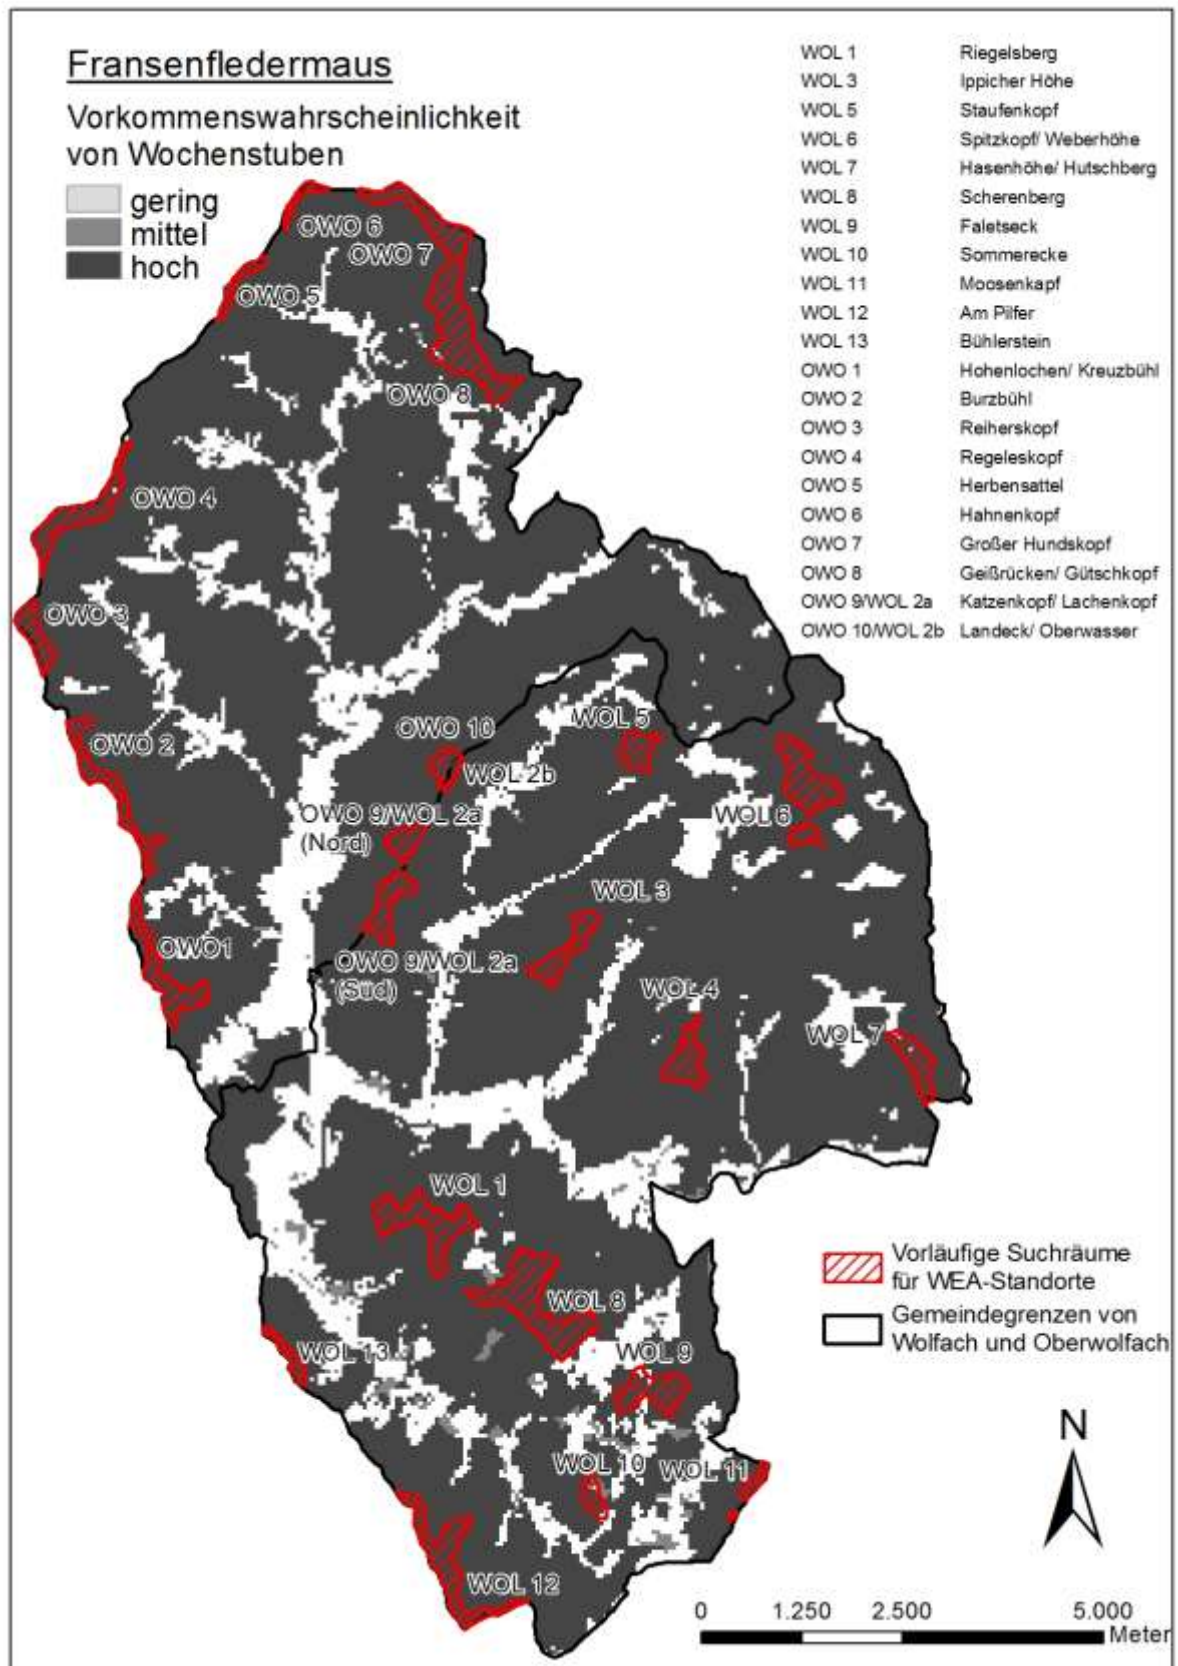 Fransenfledermaus
Vorkommenswahrscheinlichkeit
von Wochenstuben
gering
mittel
hoch
WOL 1 Riegelsberg
WOL 3 Ippicher Höhe
WOL 5 Staufenkopf
WOL 6 Spitzkopf/ Weberhöhe
WOL 7 Hasenhöhe/ Hutschberg
WOL 8 Scherenberg
WOL 9 Faletseck
WOL 10 Sommerecke
WOL 11 Moosenkapf
WOL 12 Am Pilfer
WOL 13 Bühlerstein
OWO 1 Hohenlochen/ Kreuzbühl
OWO 2 Burzbühl
OWO 3 Reiherskopf
OWO 4 Regeleskopf
OWO 5 Herbensattel
OWO 6 Hahnenkopf
OWO 7 Großer Hundskopf
OWO 8 Geißrücken/ Gütschkopf
OWO 9/WOL 2a Katzenkopf/ Lachenkopf
OWO 10/WOL 2b Landeck/ Oberwasser
OWO 6
OWO 7
OWO 5
OWO 8
OWO 4
OWO 3
OWO 2
OWO 10
WOL 5
WOL 2b
OWO 9/WOL 2a
(Nord)
WOL 6
WOL 3
OWO1
OWO 9/WOL 2a
(Süd)
WOL 4
WOL 7
WOL 1
WOL 8
WOL 13
WOL 9
WOL 10
WOL 11
WOL 12
Vorläufige Suchräume
für WEA-Standorte
Gemeindegrenzen von
Wolfach und Oberwolfach
N
0 1.250 2.500 5.000
Meter